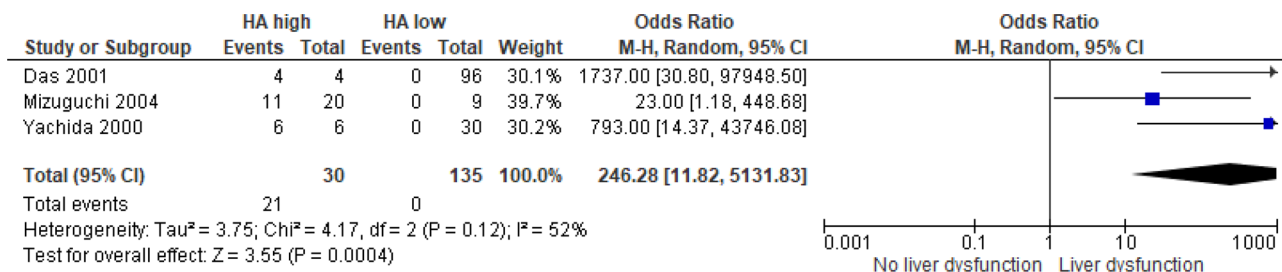 HA high HA low Odds Ratio Odds Ratio
Study or Subgroup Events Total Events Total Weight M-H, Random, 95% CI M-H, Random, 95% CI
Das 2001 4 4 0 96 30.1% 1737.00 [30.80, 97948.50]
Mizuguchi 2004 11 20 0 9 39.7% 23.00 [1.18, 448.68]
Yachida 2000 6 6 0 30 30.2% 793.00 [14.37, 43746.08]
Total (95% CI) 30 135 100.0% 246.28 [11.82, 5131.83]
Total events 21 0
Heterogeneity: Tau² = 3.75; Chi² = 4.17, df = 2 (P = 0.12); I² = 52%
Test for overall effect: Z = 3.55 (P = 0.0004)
0.001 0.1 1 10 1000
No liver dysfunction Liver dysfunction